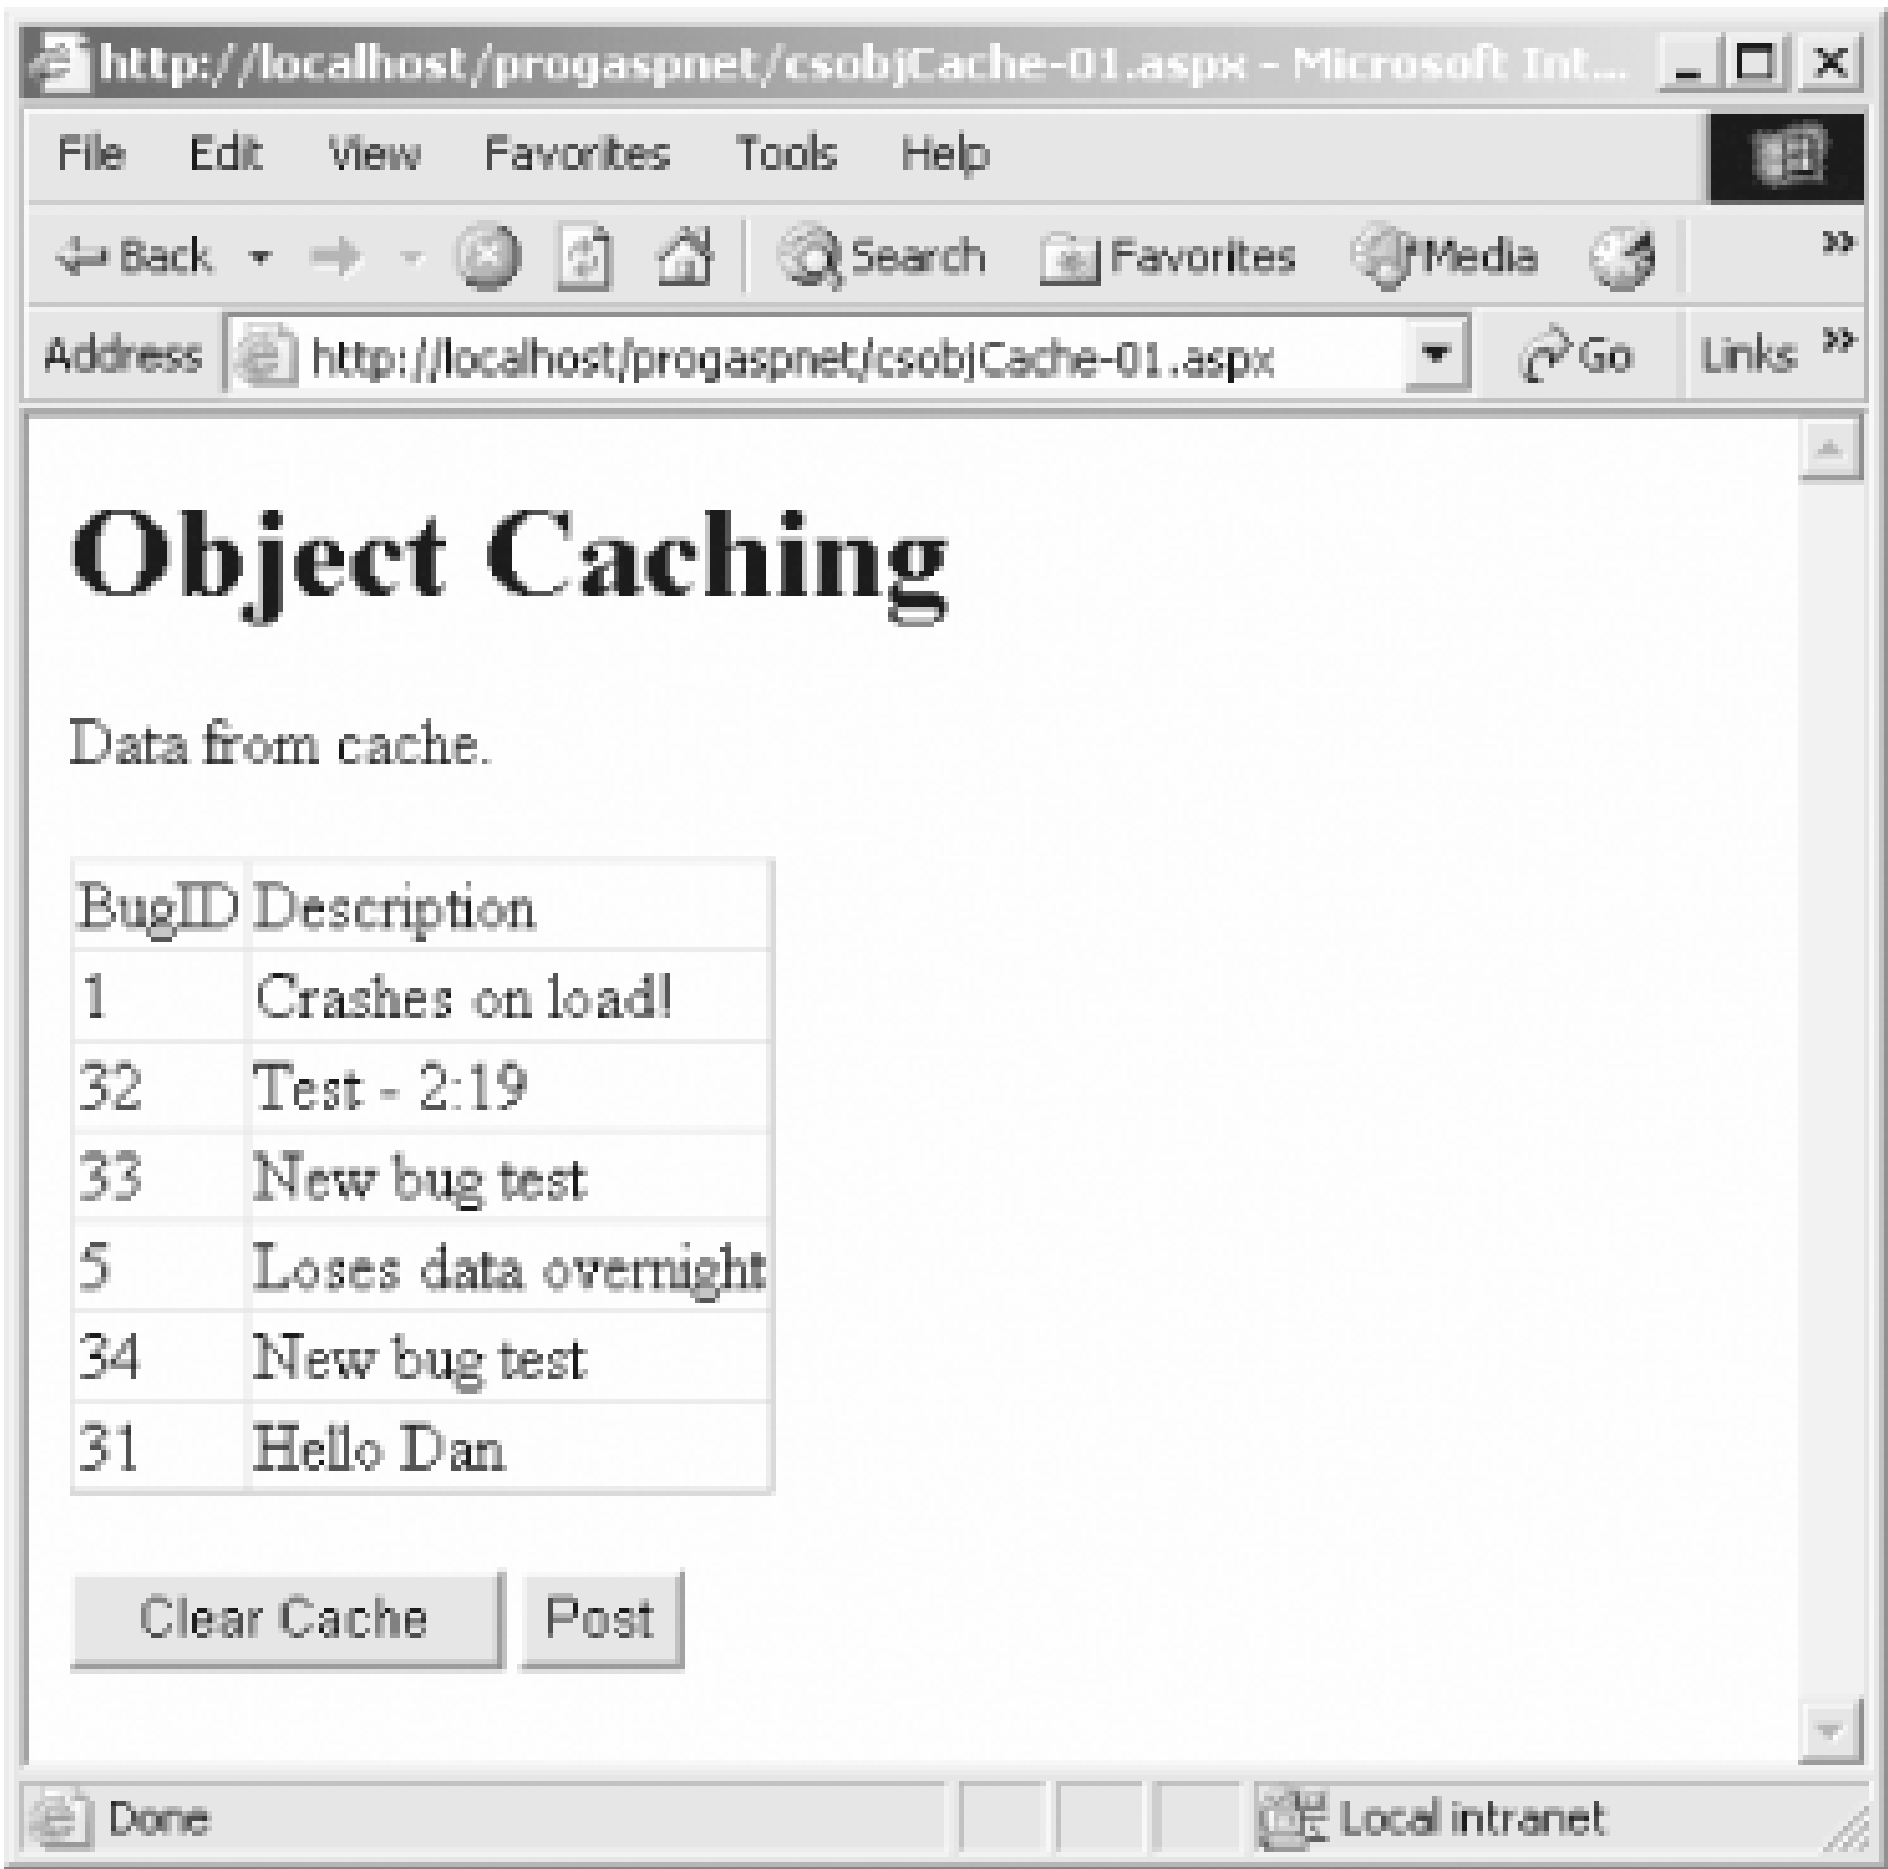 http://localhost/progaspnet/csobjCache-01.aspx - Microsoft Int...
File Edit View Favorites Tools Help
Back Search Favorites Media »
Address http://localhost/progaspnet/csobjCache-01.aspx Go Links »
Object Caching
Data from cache.
BugID Description
1 Crashes on load!
32 Test - 2:19
33 New bug test
5 Loses data overnight
34 New bug test
31 Hello Dan
Clear Cache Post
Done Local intranet